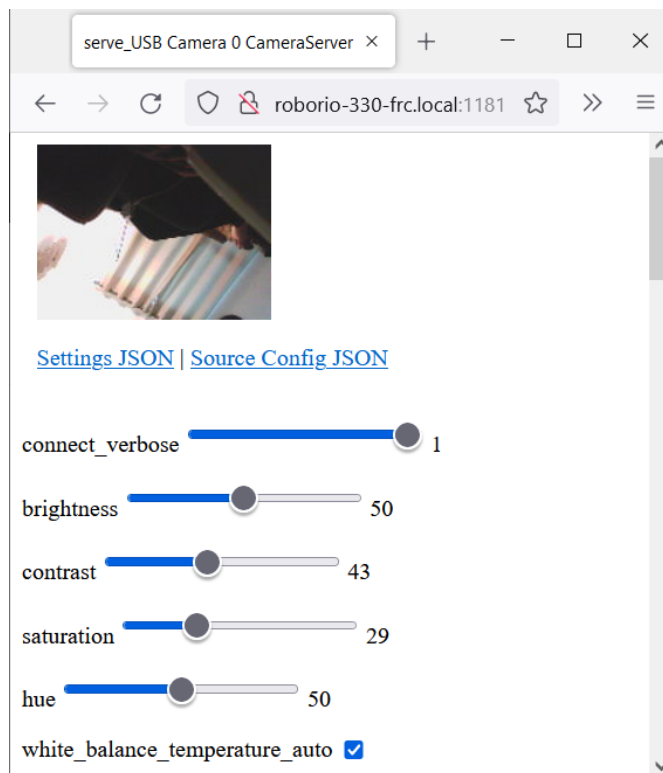 serve_USB Camera 0 CameraServer
roborio-330-frc.local:1181
Settings JSON | Source Config JSON
connect_verbose 1
brightness 50
contrast 43
saturation 29
hue 50
white_balance_temperature_auto